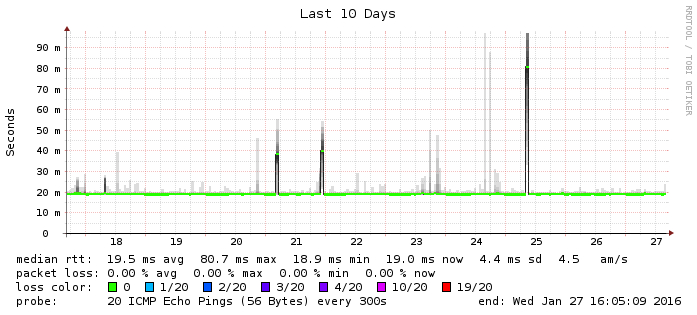 Last 10 Days
RRDTOOL / TOBI OETIKER
Seconds
90 m
80 m
70 m
60 m
50 m
40 m
30 m
20 m
10 m
0
18 19 20 21 22 23 24 25 26 27
median rtt: 19.5 ms avg 80.7 ms max 18.9 ms min 19.0 ms now 4.4 ms sd 4.5 am/s
packet loss: 0.00 % avg 0.00 % max 0.00 % min 0.00 % now
loss color: 0 1/20 2/20 3/20 4/20 10/20 19/20
probe: 20 ICMP Echo Pings (56 Bytes) every 300s end: Wed Jan 27 16:05:09 2016